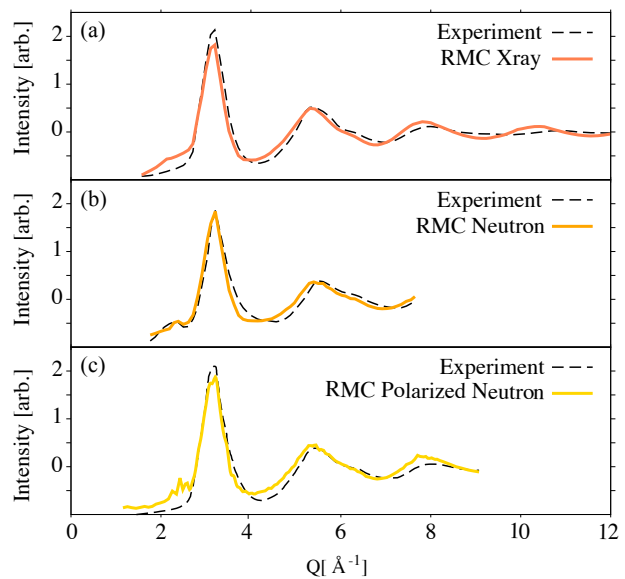 (a)
Experiment
RMC Xray
Intensity [arb.]
2
1
0
(b)
Experiment
RMC Neutron
Intensity [arb.]
2
1
0
(c)
Experiment
RMC Polarized Neutron
Intensity [arb.]
2
1
0
0 2 4 6 8 10 12
Q[ Å⁻¹]